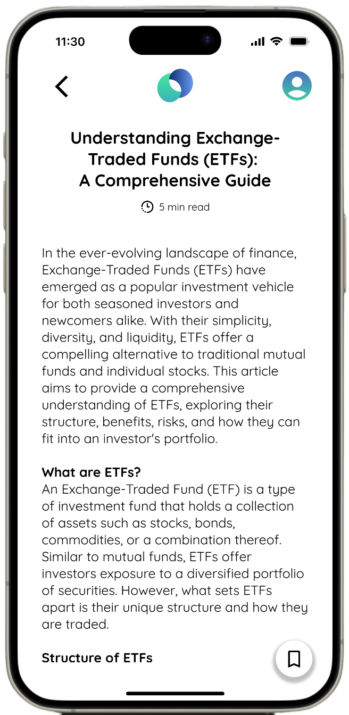 11:30
Understanding Exchange-
Traded Funds (ETFs):
A Comprehensive Guide
5 min read
In the ever-evolving landscape of finance,
Exchange-Traded Funds (ETFs) have
emerged as a popular investment vehicle
for both seasoned investors and
newcomers alike. With their simplicity,
diversity, and liquidity, ETFs offer a
compelling alternative to traditional mutual
funds and individual stocks. This article
aims to provide a comprehensive
understanding of ETFs, exploring their
structure, benefits, risks, and how they can
fit into an investor's portfolio.
What are ETFs?
An Exchange-Traded Fund (ETF) is a type
of investment fund that holds a collection
of assets such as stocks, bonds,
commodities, or a combination thereof.
Similar to mutual funds, ETFs offer
investors exposure to a diversified portfolio
of securities. However, what sets ETFs
apart is their unique structure and how they
are traded.
Structure of ETFs